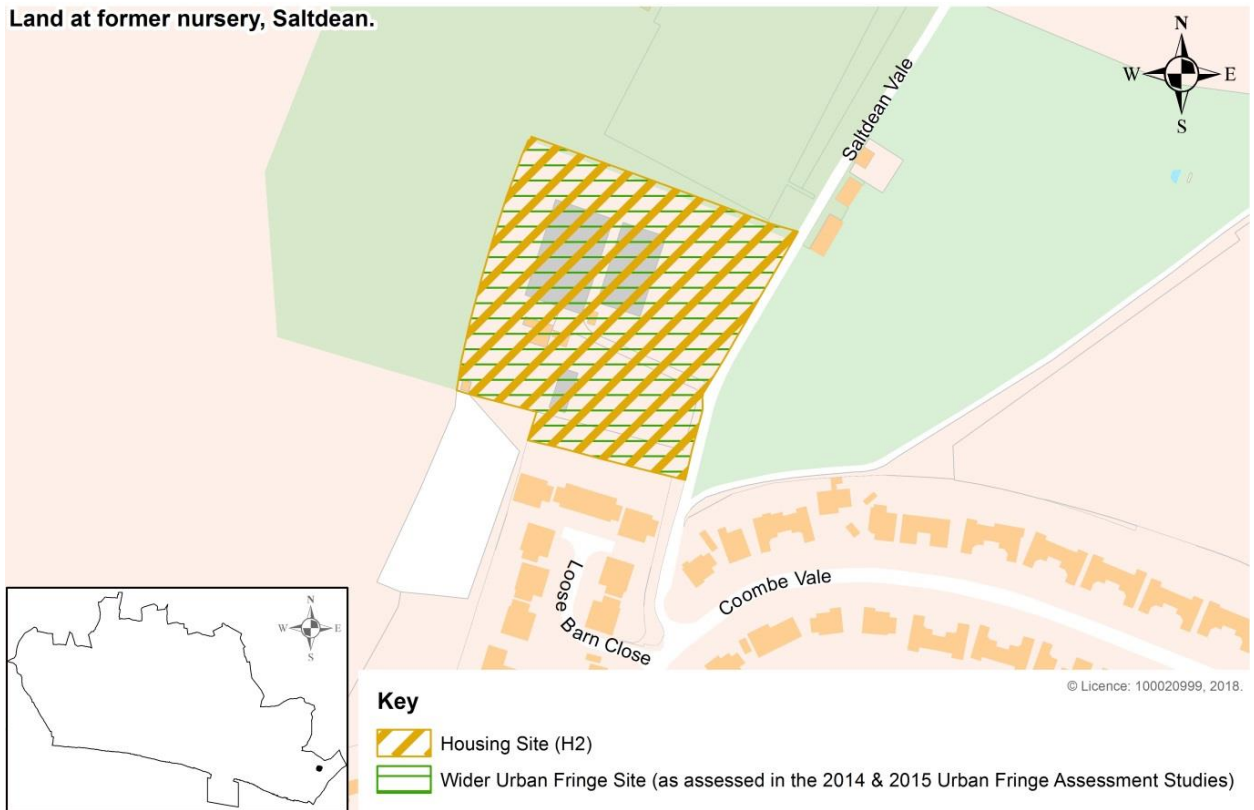 Land at former nursery, Saltdean.
N
W E
S
Saltdean Vale
Coombe Vale
Loose Barn Close
N
W E
S
© Licence: 100020999, 2018.
Key
Housing Site (H2)
Wider Urban Fringe Site (as assessed in the 2014 & 2015 Urban Fringe Assessment Studies)